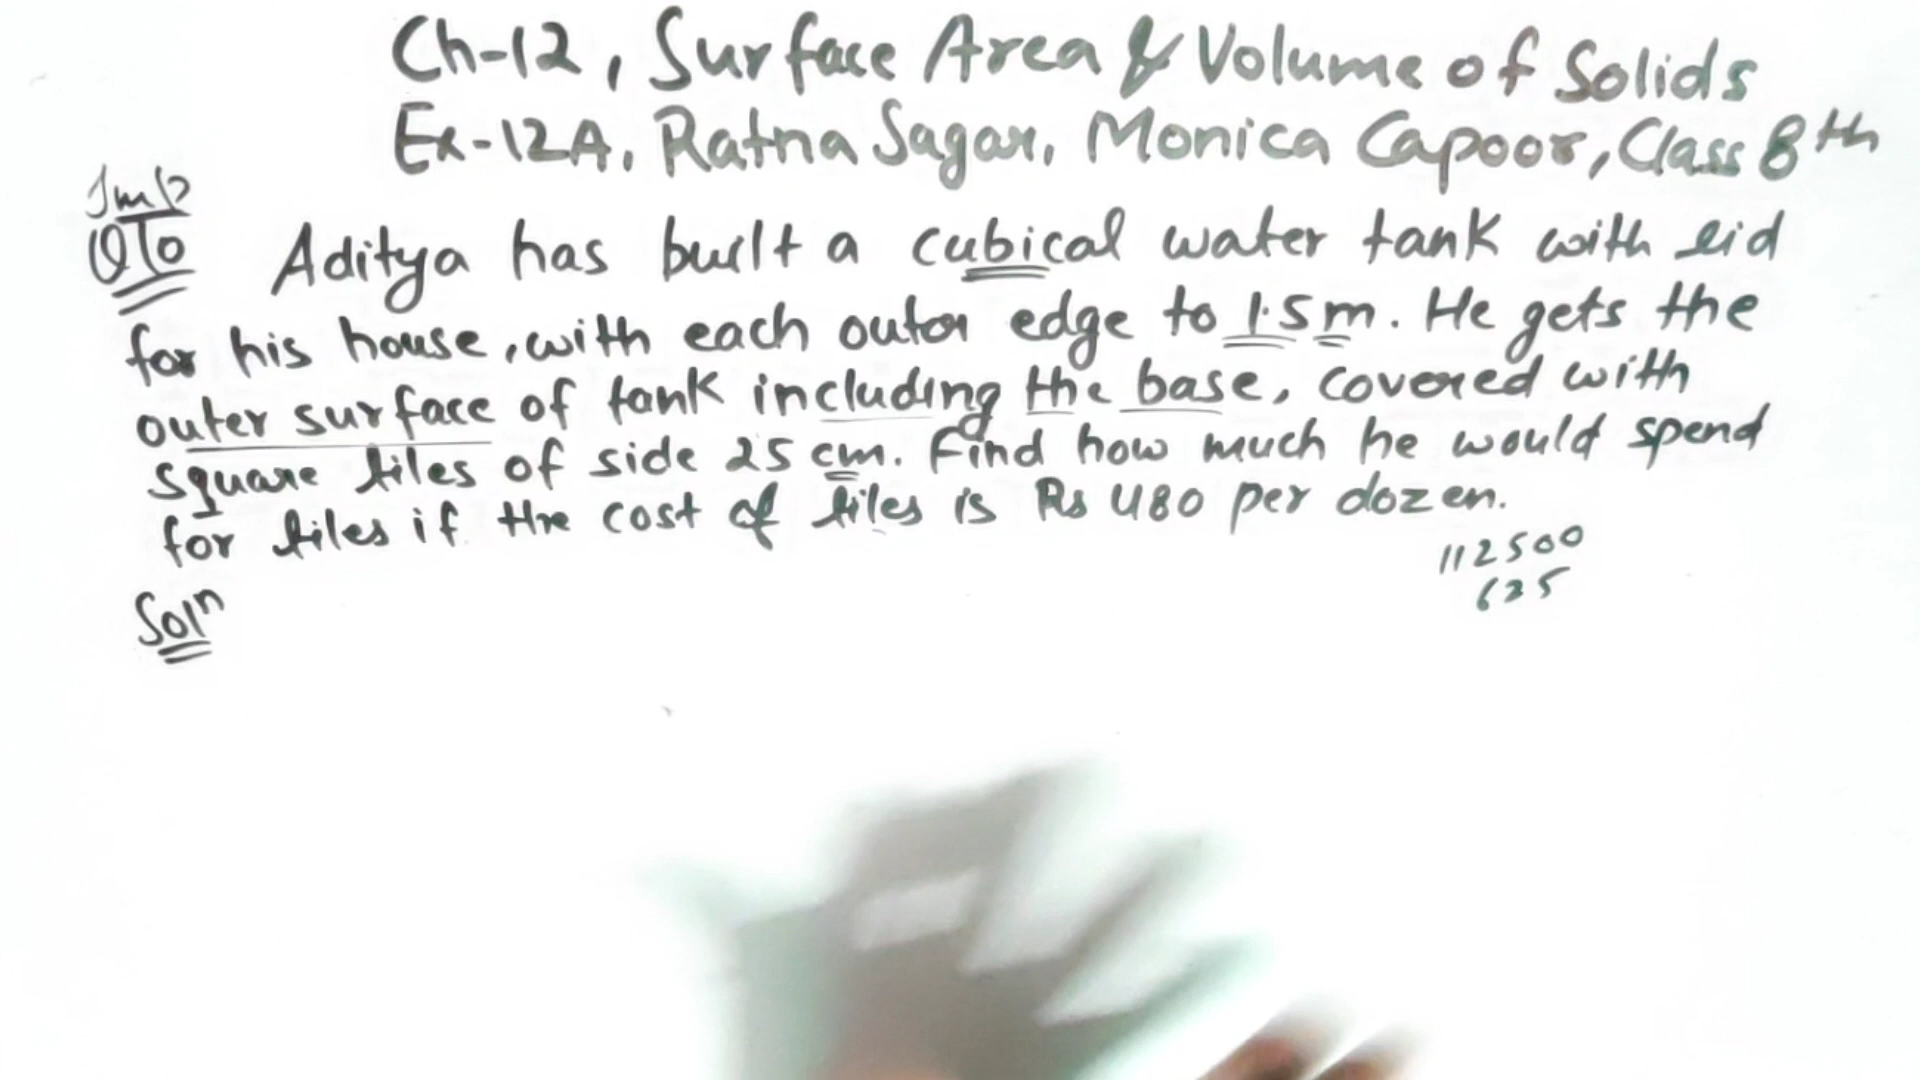 Ch-12, Surface Area & Volume of Solids
Ex-12A, Ratna Sagar, Monica Capoor, Class 8th
Imp
Q10 Aditya has built a cubical water tank with lid
for his house, with each outer edge to 1.5 m. He gets the
outer surface of tank including the base, covered with
square tiles of side 25 cm. Find how much he would spend
for tiles if the cost of tiles is Rs 480 per dozen.
112500
625
Soln